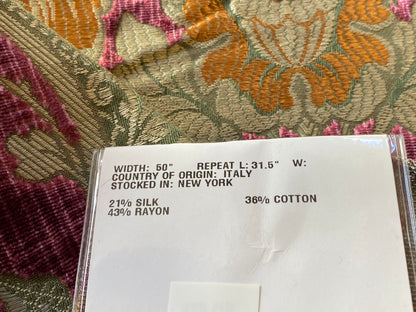 WIDTH: 50" REPEAT L: 31.5" W:
COUNTRY OF ORIGIN: ITALY
STOCKED IN: NEW YORK
21% SILK 36% COTTON
43% RAYON